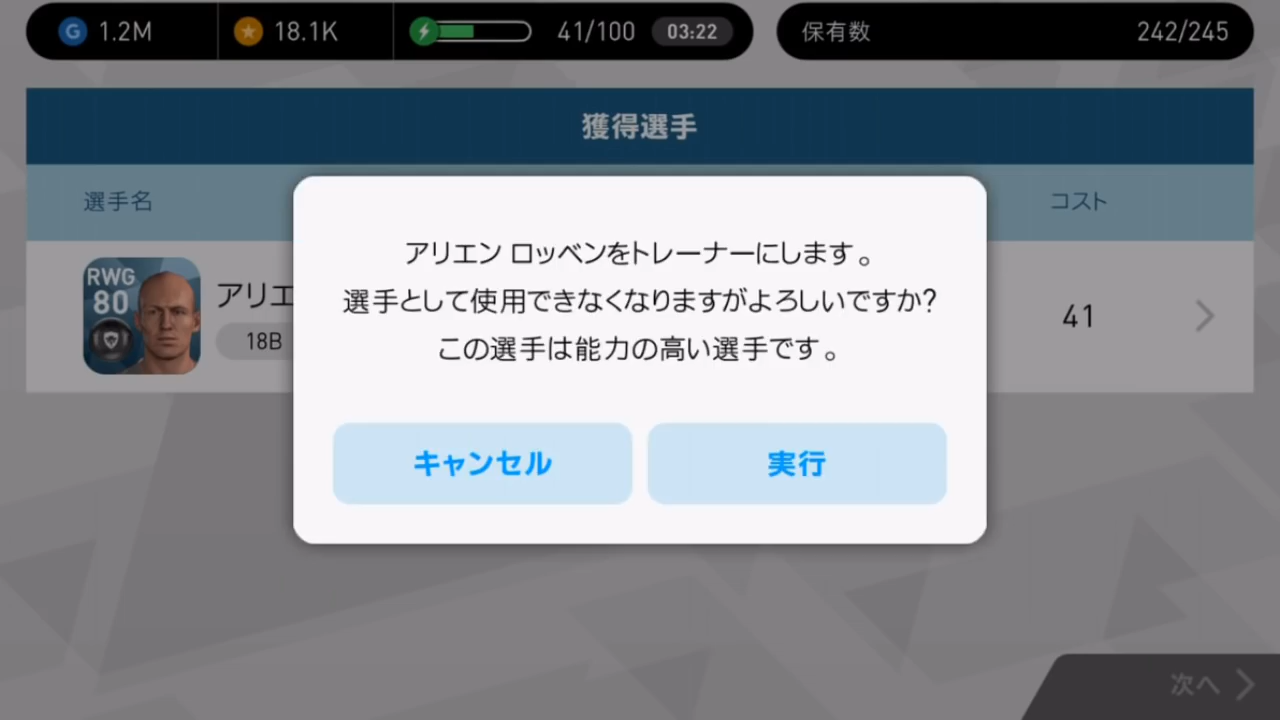 1.2M 18.1K 41/100 03:22 保有数 242/245
獲得選手
選手名 コスト
RWG
80
アリエ
18B
41
アリエン ロッベンをトレーナーにします。
選手として使用できなくなりますがよろしいですか?
この選手は能力の高い選手です。
キャンセル 実行
次へ